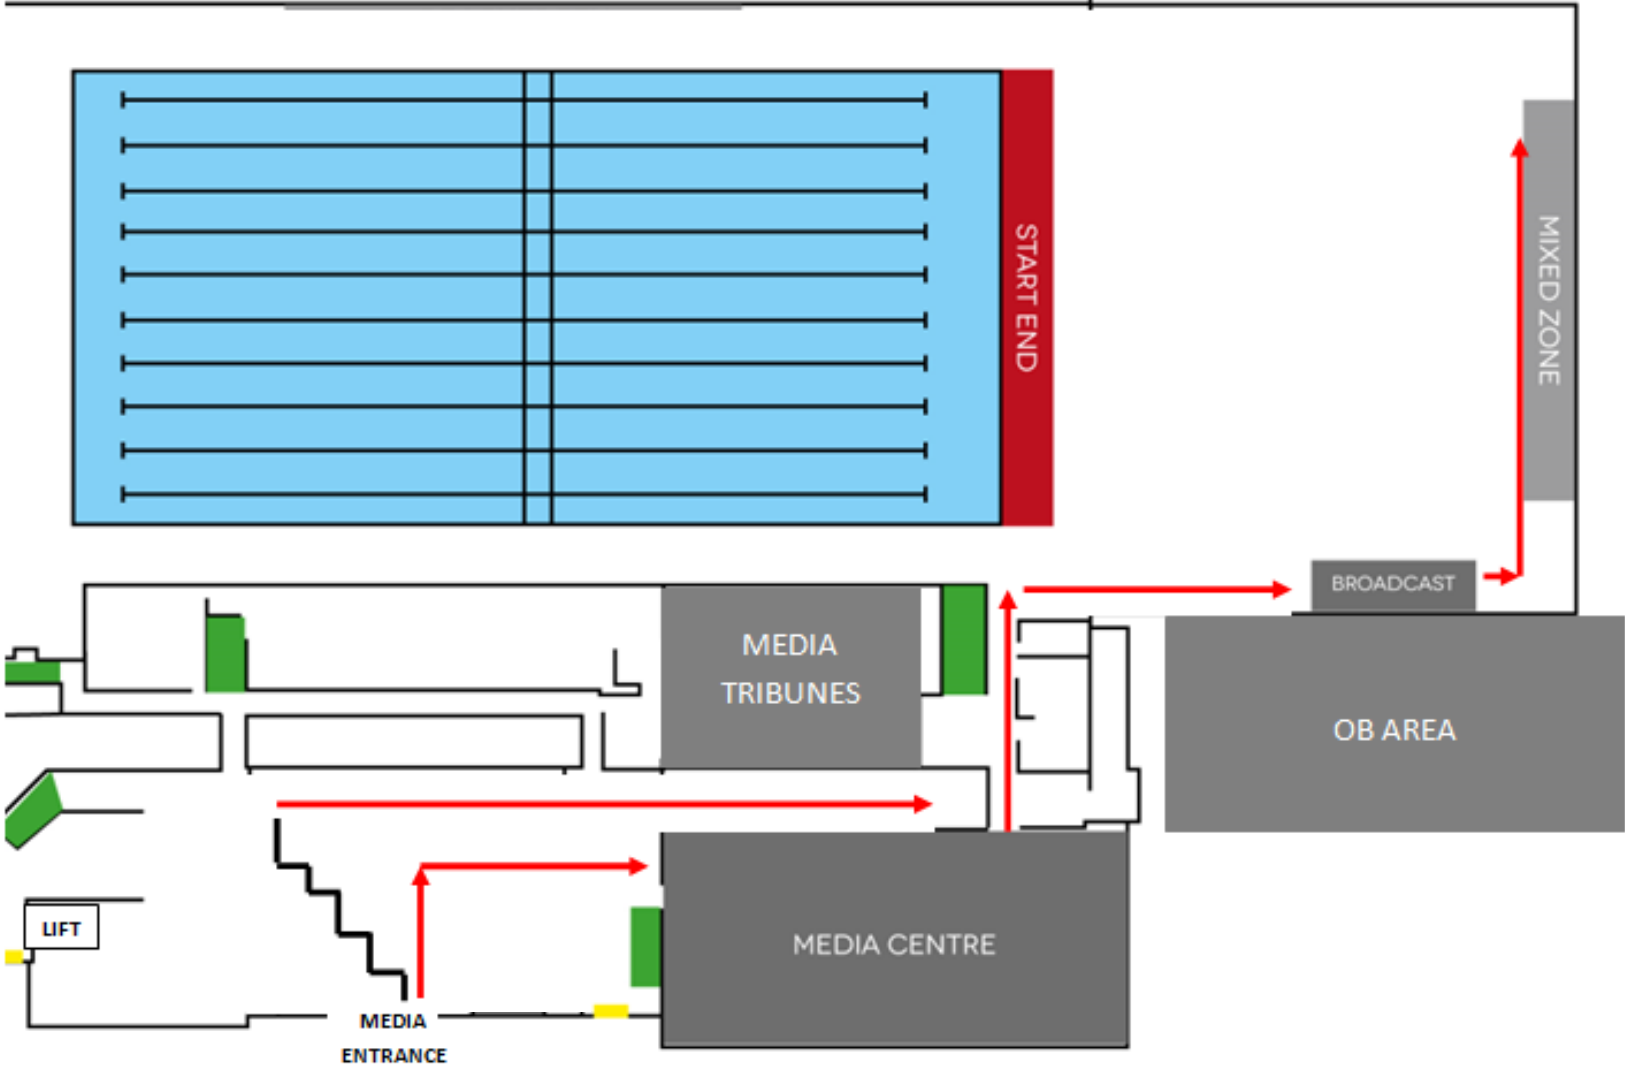 START END
MIXED ZONE
BROADCAST
MEDIA
TRIBUNES
OB AREA
LIFT
MEDIA CENTRE
MEDIA
ENTRANCE